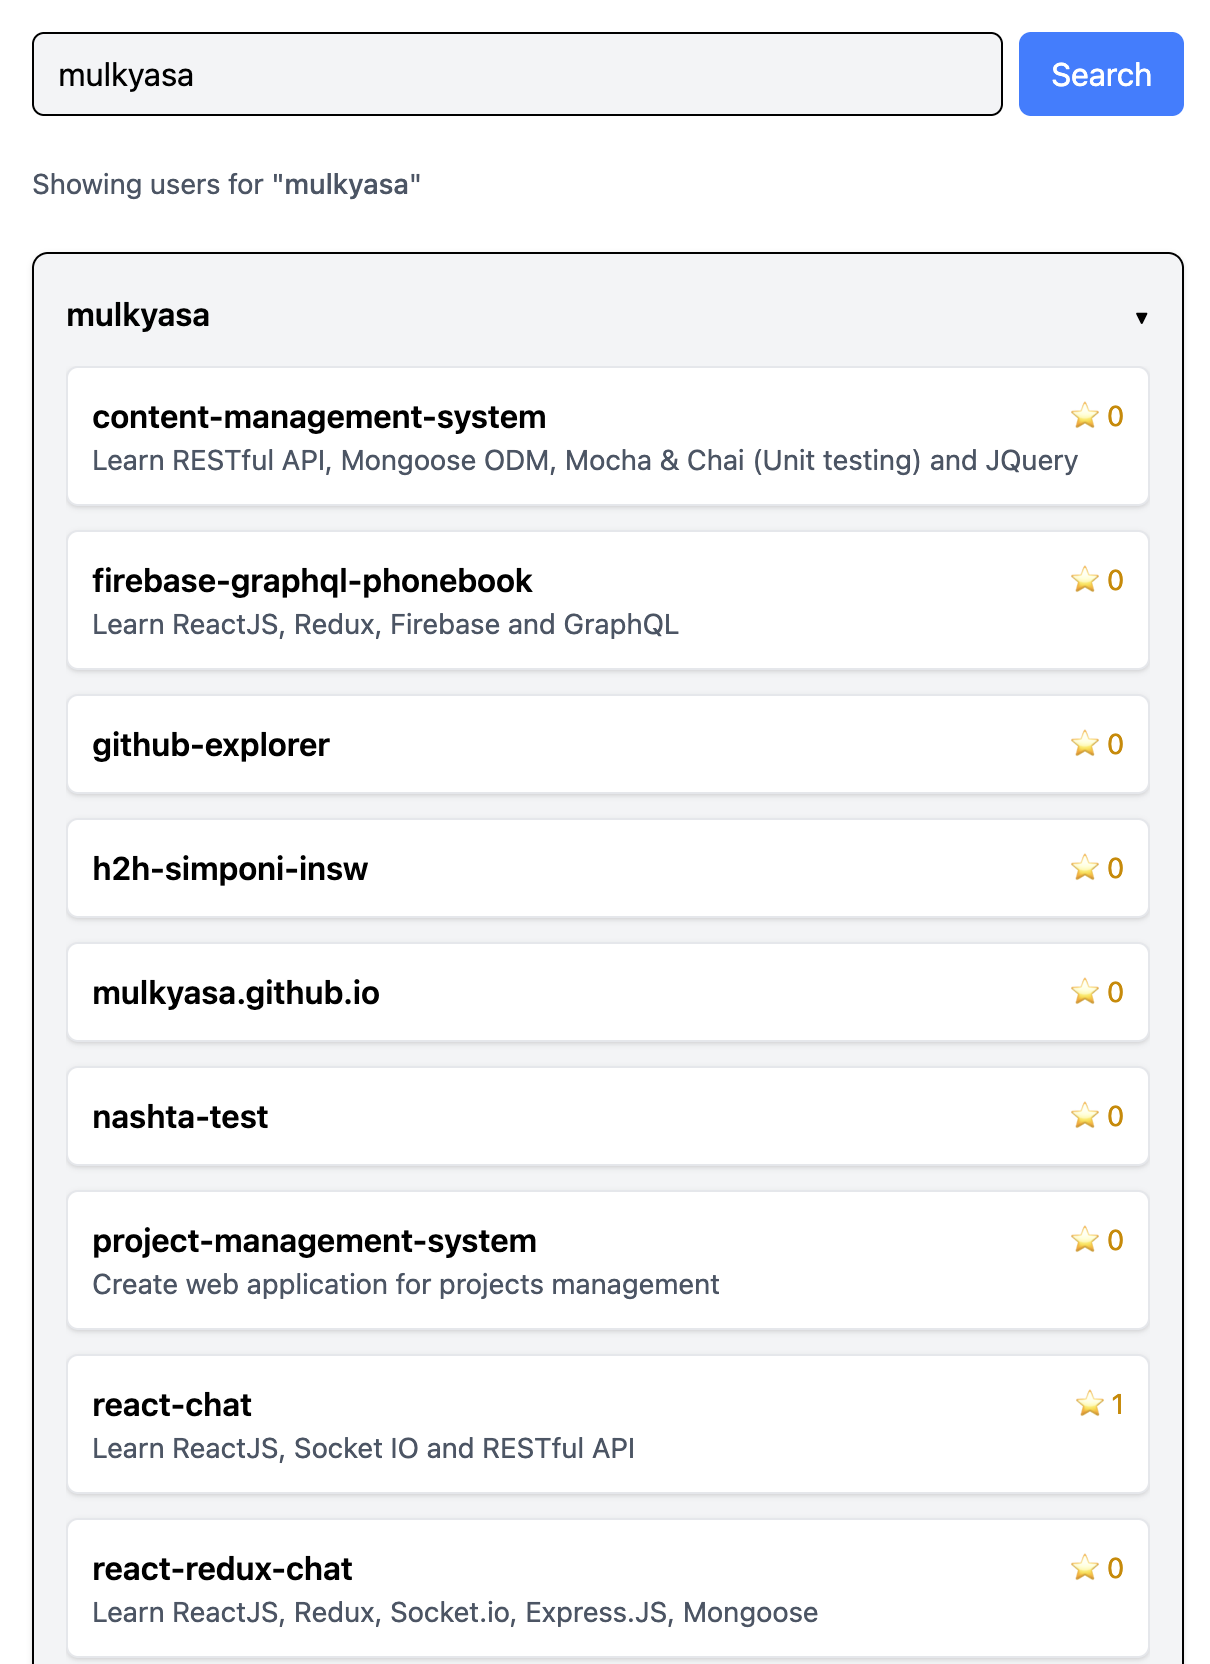 mulkyasa
Search
Showing users for "mulkyasa"
mulkyasa
▼
content-management-system
⭐ 0
Learn RESTful API, Mongoose ODM, Mocha & Chai (Unit testing) and JQuery
firebase-graphql-phonebook
⭐ 0
Learn ReactJS, Redux, Firebase and GraphQL
github-explorer
⭐ 0
h2h-simponi-insw
⭐ 0
mulkyasa.github.io
⭐ 0
nashta-test
⭐ 0
project-management-system
⭐ 0
Create web application for projects management
react-chat
⭐ 1
Learn ReactJS, Socket IO and RESTful API
react-redux-chat
⭐ 0
Learn ReactJS, Redux, Socket.io, Express.JS, Mongoose